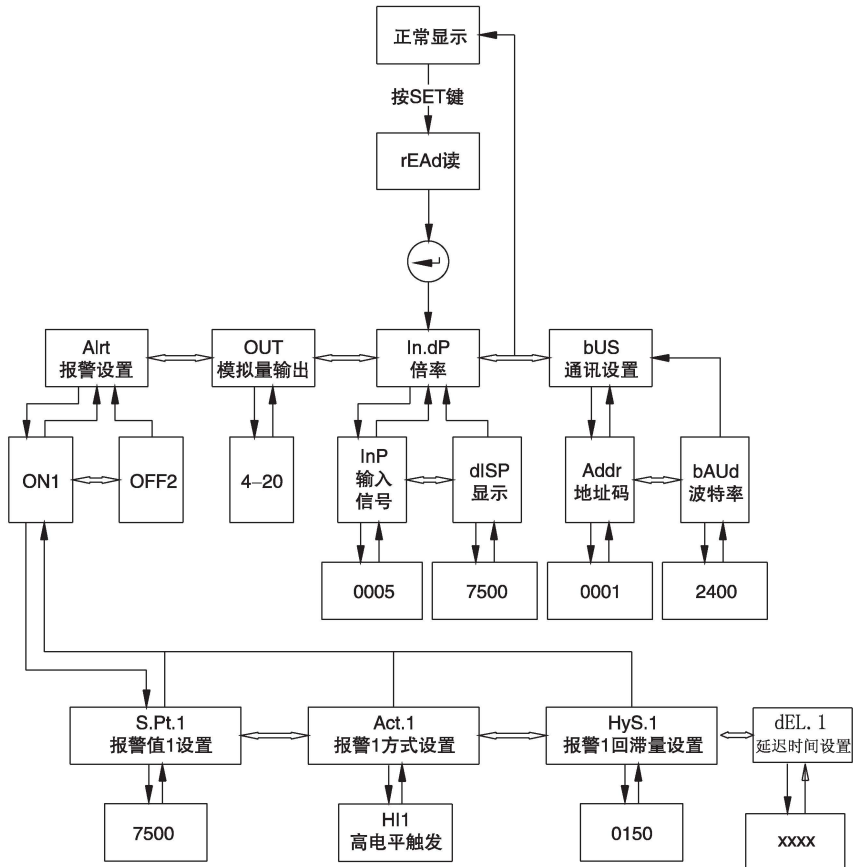 正常显示
按SET键
rEAd读
Alrt
报警设置
OUT
模拟量输出
In.dP
倍率
bUS
通讯设置
ON1
OFF2
4–20
InP
输入
信号
dISP
显示
Addr
地址码
bAUd
波特率
0005
7500
0001
2400
S.Pt.1
报警值1设置
Act.1
报警1方式设置
HyS.1
报警1回滞量设置
dEL.1
延迟时间设置
7500
HI1
高电平触发
0150
xxxx